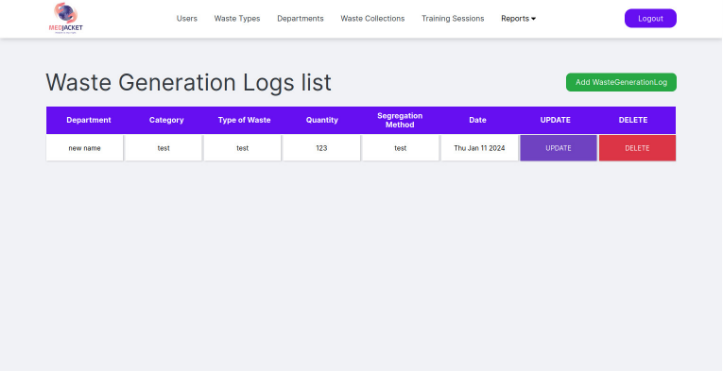 MEDJACKET
Users Waste Types Departments Waste Collections Training Sessions Reports Logout
Waste Generation Logs list
Add WasteGenerationLog
Department Category Type of Waste Quantity Segregation Method Date UPDATE DELETE
new name test test 123 test Thu Jan 11 2024 UPDATE DELETE